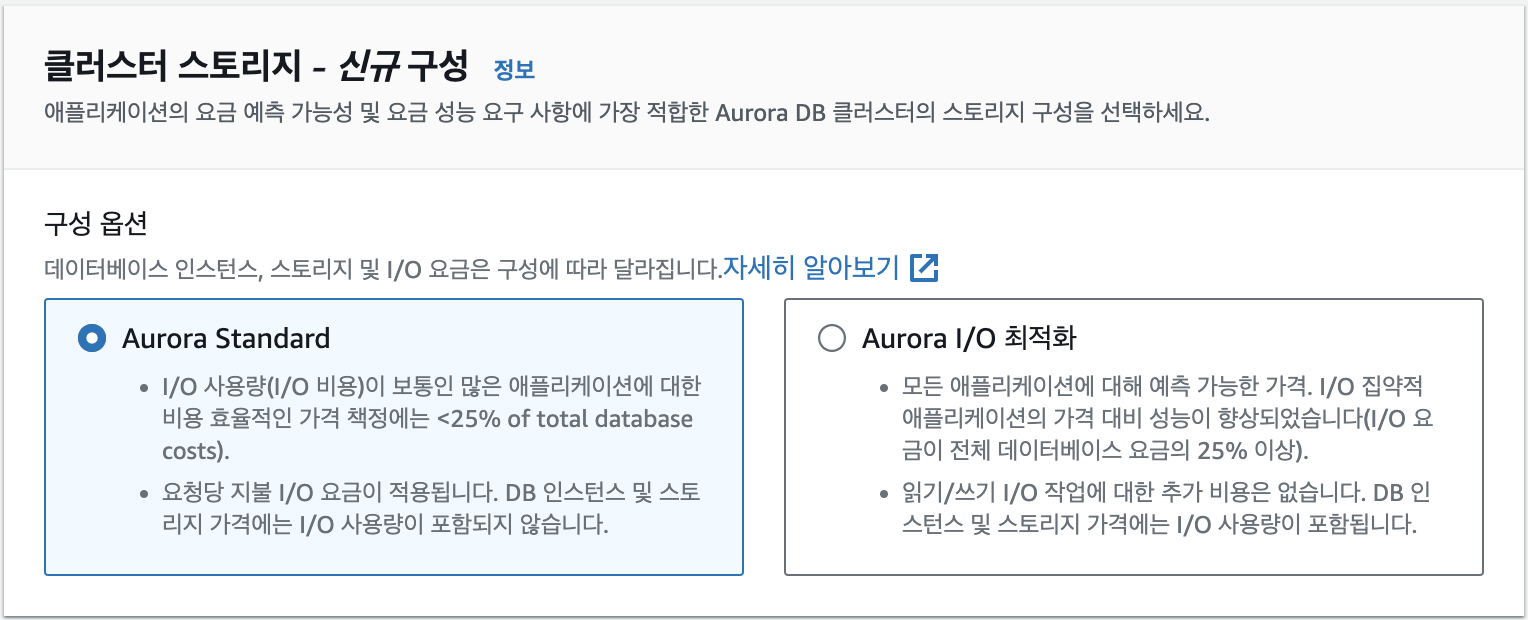 클러스터 스토리지 - 신규 구성 정보
애플리케이션의 요금 예측 가능성 및 요금 성능 요구 사항에 가장 적합한 Aurora DB 클러스터의 스토리지 구성을 선택하세요.
구성 옵션
데이터베이스 인스턴스, 스토리지 및 I/O 요금은 구성에 따라 달라집니다.자세히 알아보기
Aurora Standard
• I/O 사용량(I/O 비용)이 보통인 많은 애플리케이션에 대한
비용 효율적인 가격 책정에는 <25% of total database
costs).
• 요청당 지불 I/O 요금이 적용됩니다. DB 인스턴스 및 스토
리지 가격에는 I/O 사용량이 포함되지 않습니다.
Aurora I/O 최적화
• 모든 애플리케이션에 대해 예측 가능한 가격. I/O 집약적
애플리케이션의 가격 대비 성능이 향상되었습니다(I/O 요
금이 전체 데이터베이스 요금의 25% 이상).
• 읽기/쓰기 I/O 작업에 대한 추가 비용은 없습니다. DB 인
스턴스 및 스토리지 가격에는 I/O 사용량이 포함됩니다.